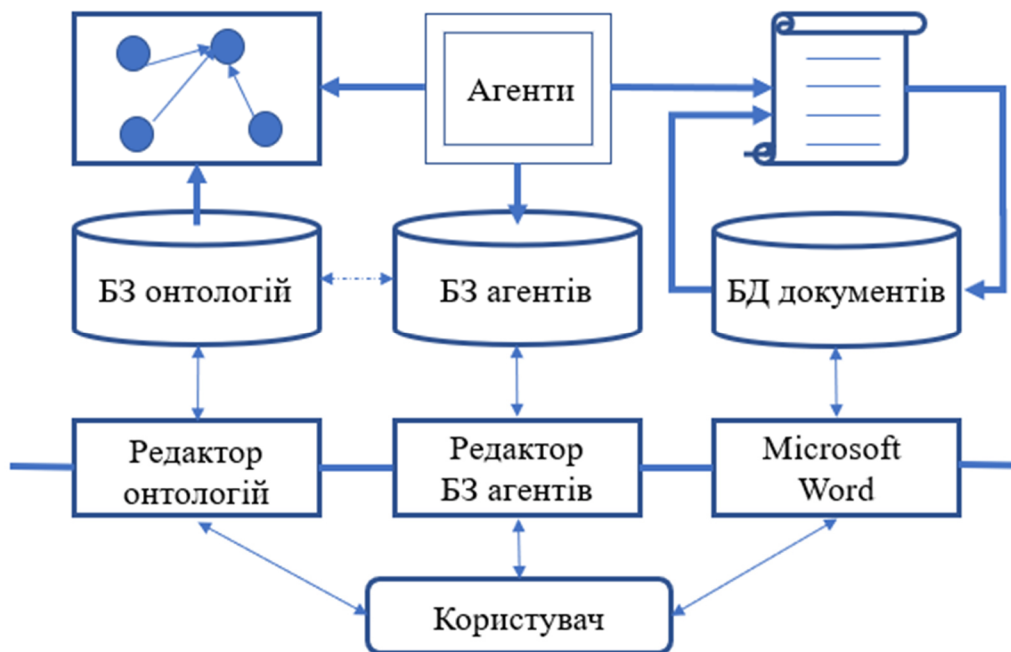 Агенти
БЗ онтологій
БЗ агентів
БД документів
Редактор
онтологій
Редактор
БЗ агентів
Microsoft
Word
Користувач